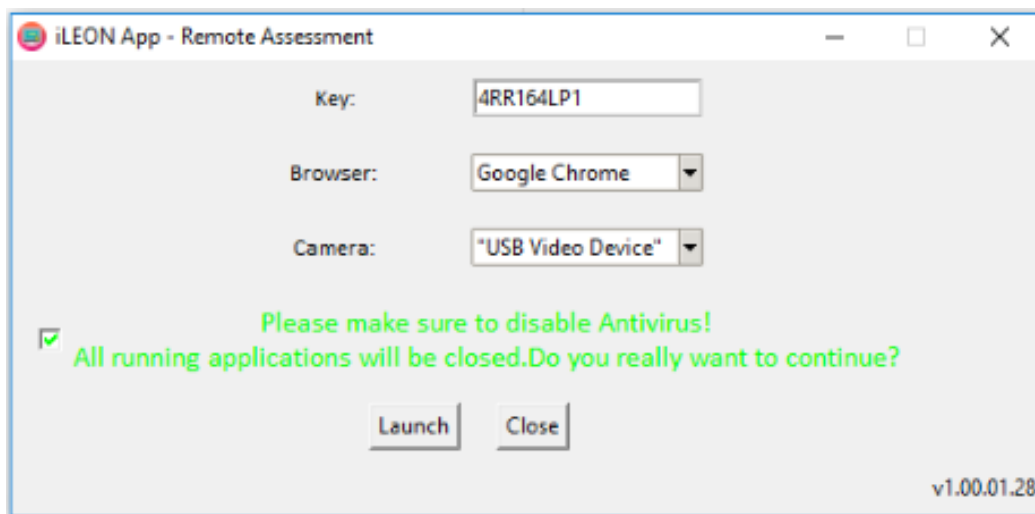 iLEON App - Remote Assessment
Key: 4RR164LP1
Browser: Google Chrome
Camera: "USB Video Device"
Please make sure to disable Antivirus!
All running applications will be closed.Do you really want to continue?
Launch Close
v1.00.01.28